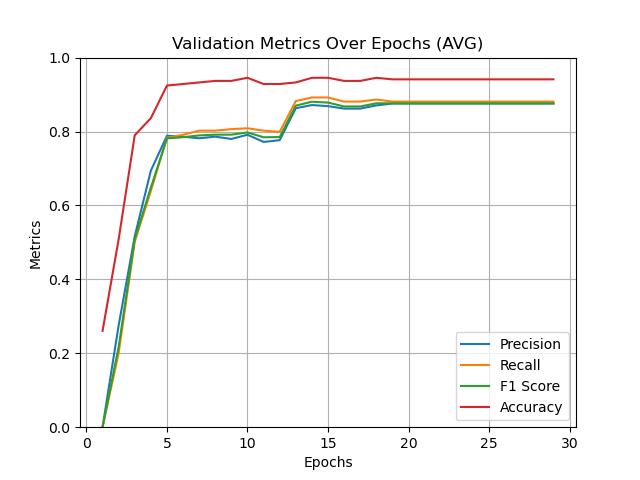 Validation Metrics Over Epochs (AVG)
1.0
0.8
0.6
0.4
0.2
0.0
Metrics
0 5 10 15 20 25 30
Epochs
Precision
Recall
F1 Score
Accuracy